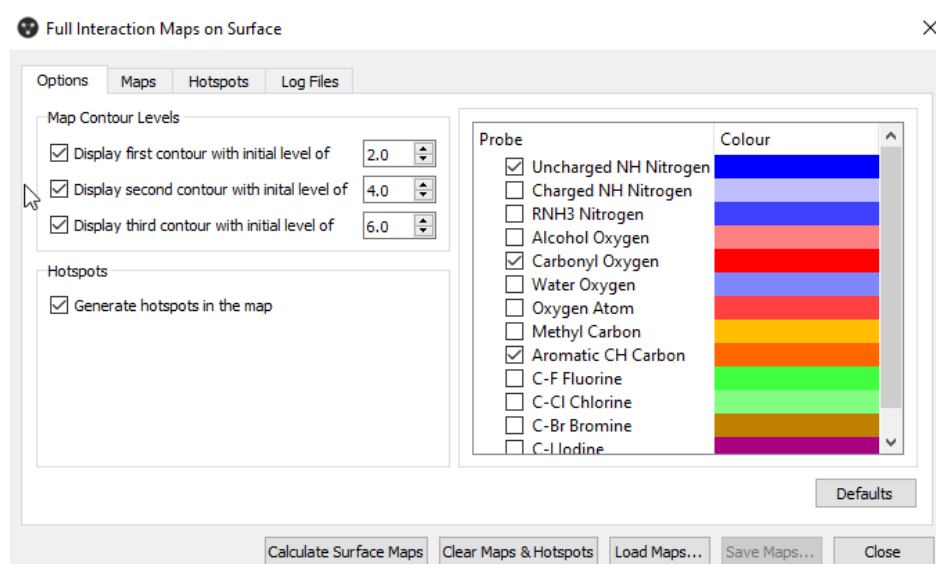 Full Interaction Maps on Surface
Options Maps Hotspots Log Files
Map Contour Levels
Display first contour with initial level of 2.0
Display second contour with inital level of 4.0
Display third contour with initial level of 6.0
Hotspots
Generate hotspots in the map
Probe Colour
Uncharged NH Nitrogen
Charged NH Nitrogen
RNH3 Nitrogen
Alcohol Oxygen
Carbonyl Oxygen
Water Oxygen
Oxygen Atom
Methyl Carbon
Aromatic CH Carbon
C-F Fluorine
C-Cl Chlorine
C-Br Bromine
C-I Iodine
Defaults
Calculate Surface Maps Clear Maps & Hotspots Load Maps... Save Maps... Close